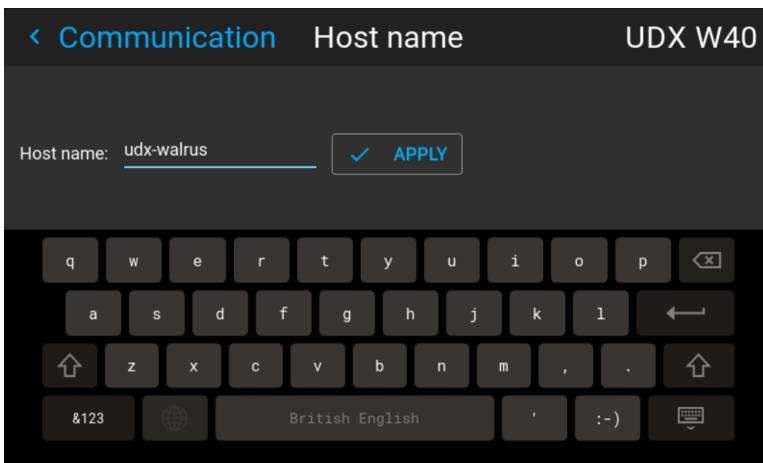 Communication Host name UDX W40
Host name: udx-walrus APPLY
q w e r t y u i o p
a s d f g h j k l
z x c v b n m , .
&123 British English ' :-)